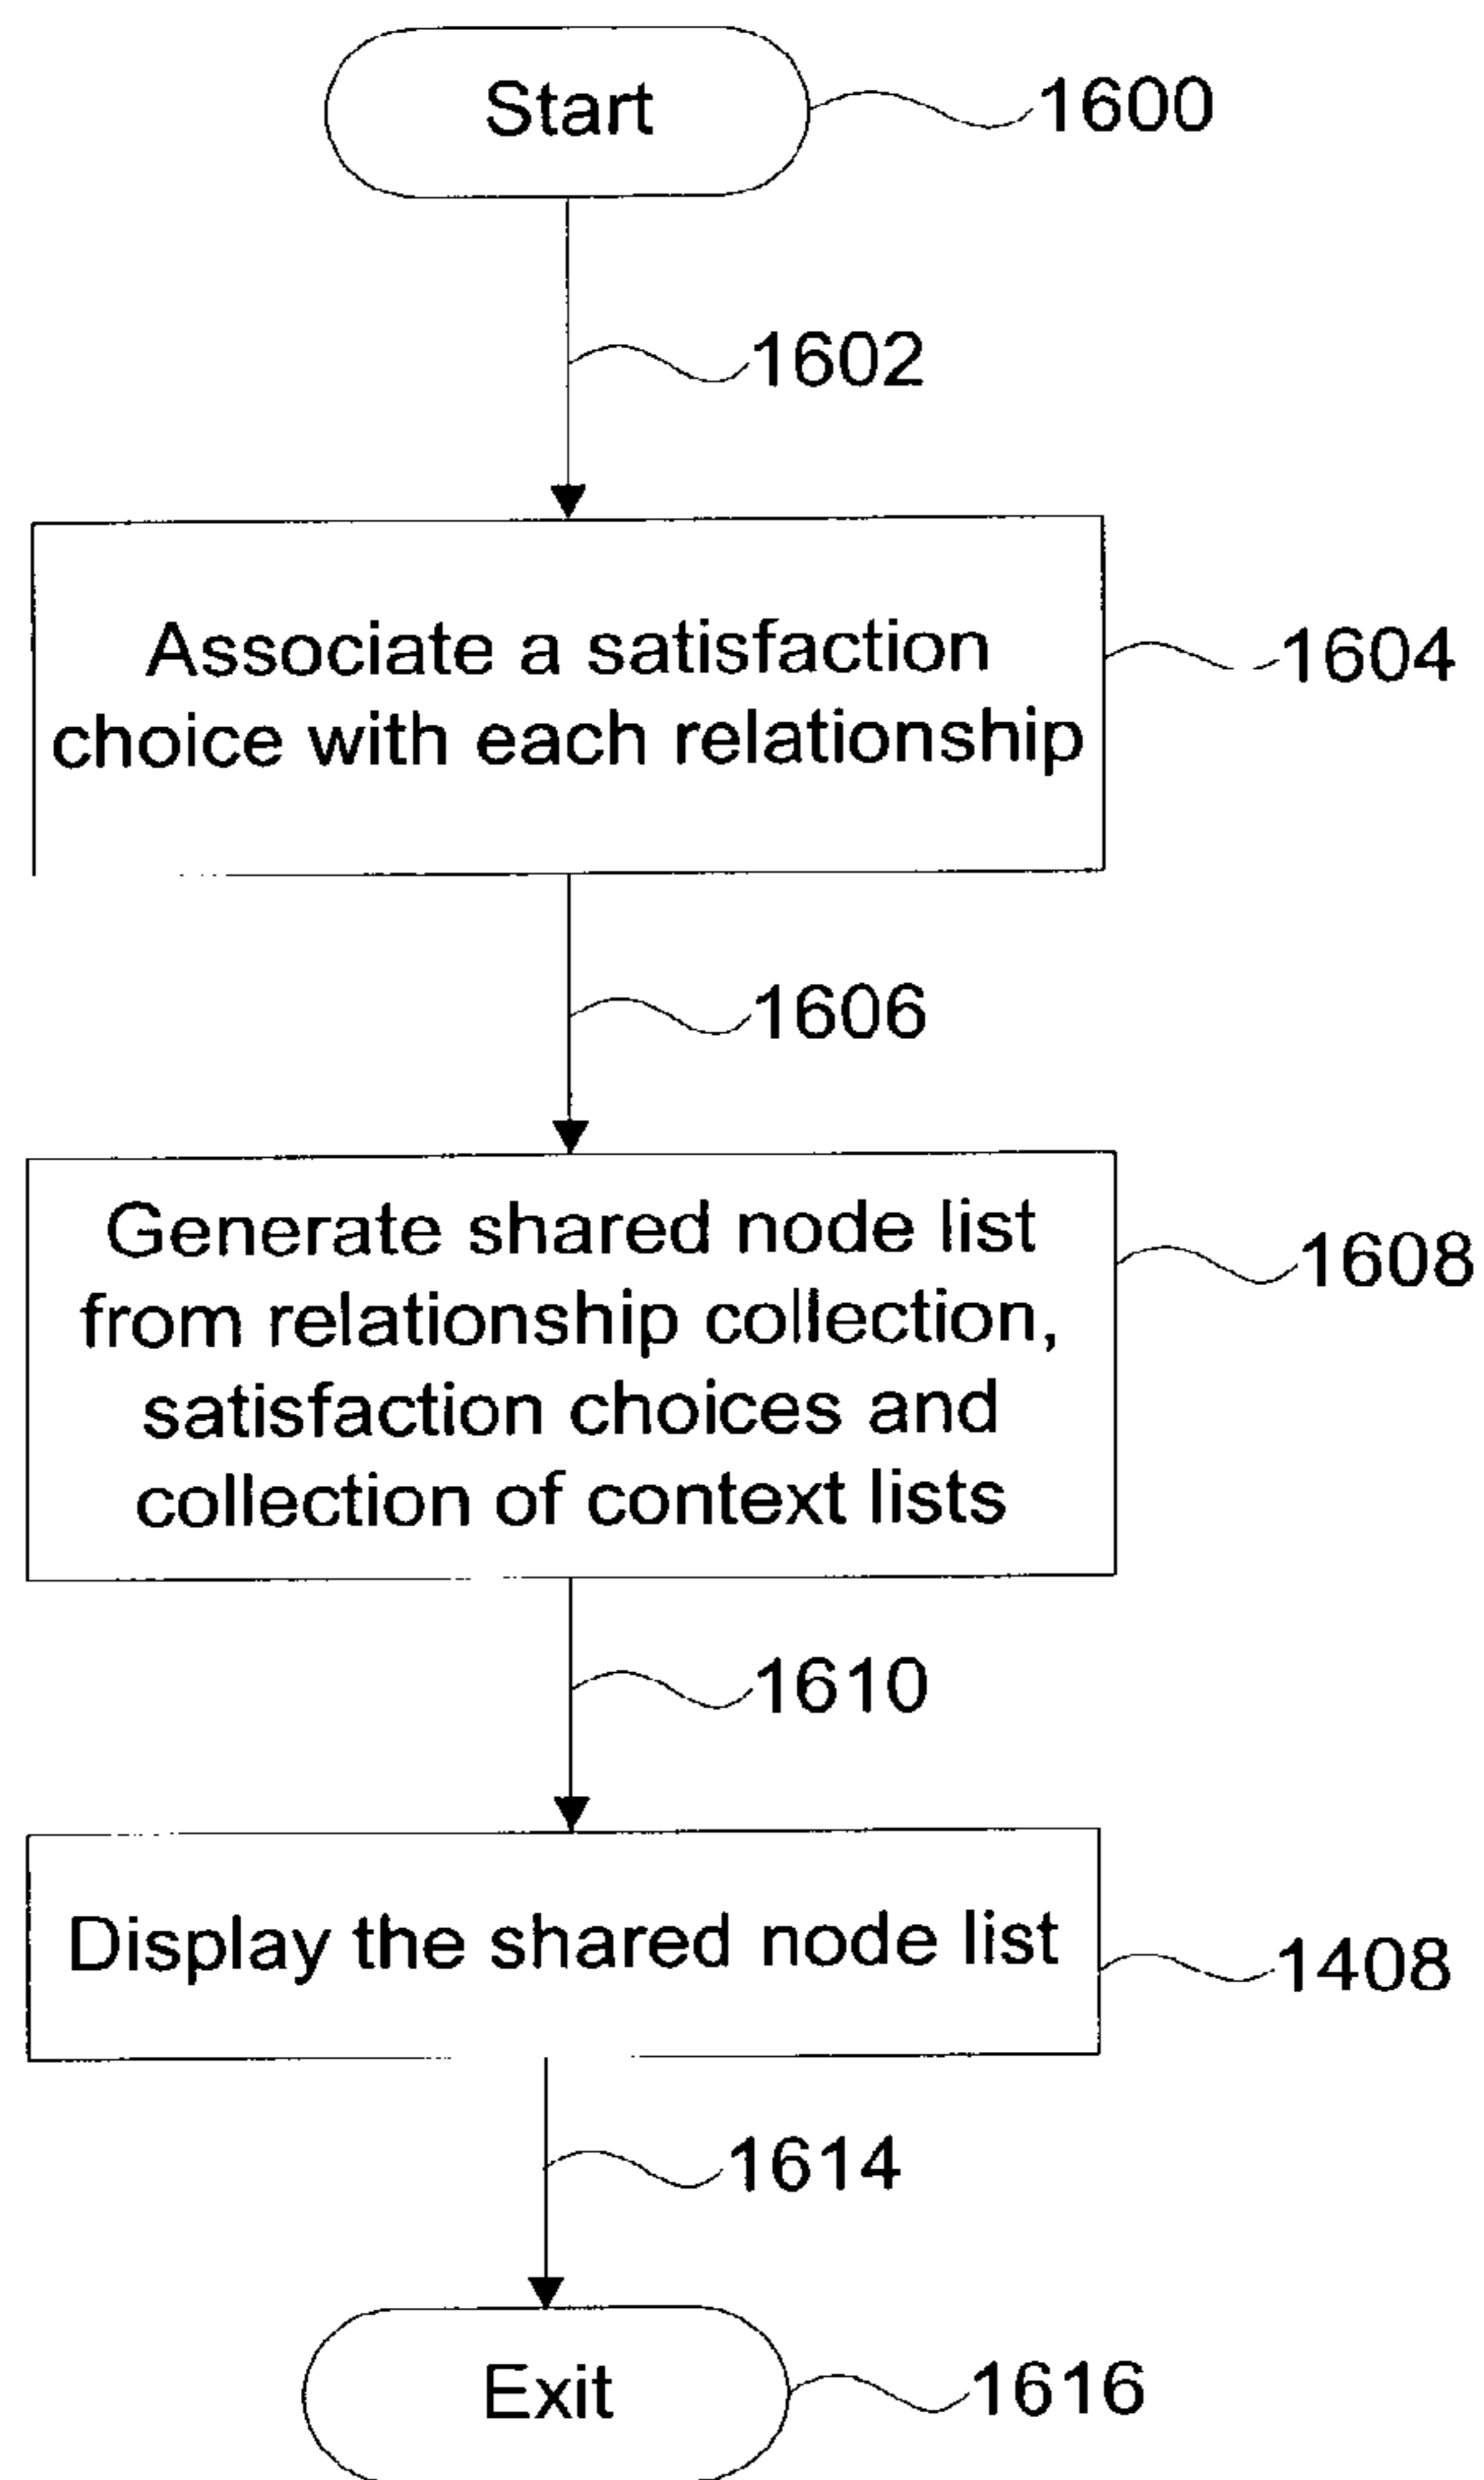 Start
1600
1602
Associate a satisfaction
choice with each relationship
1604
1606
Generate shared node list
from relationship collection,
satisfaction choices and
collection of context lists
1608
1610
Display the shared node list
1408
1614
Exit
1616